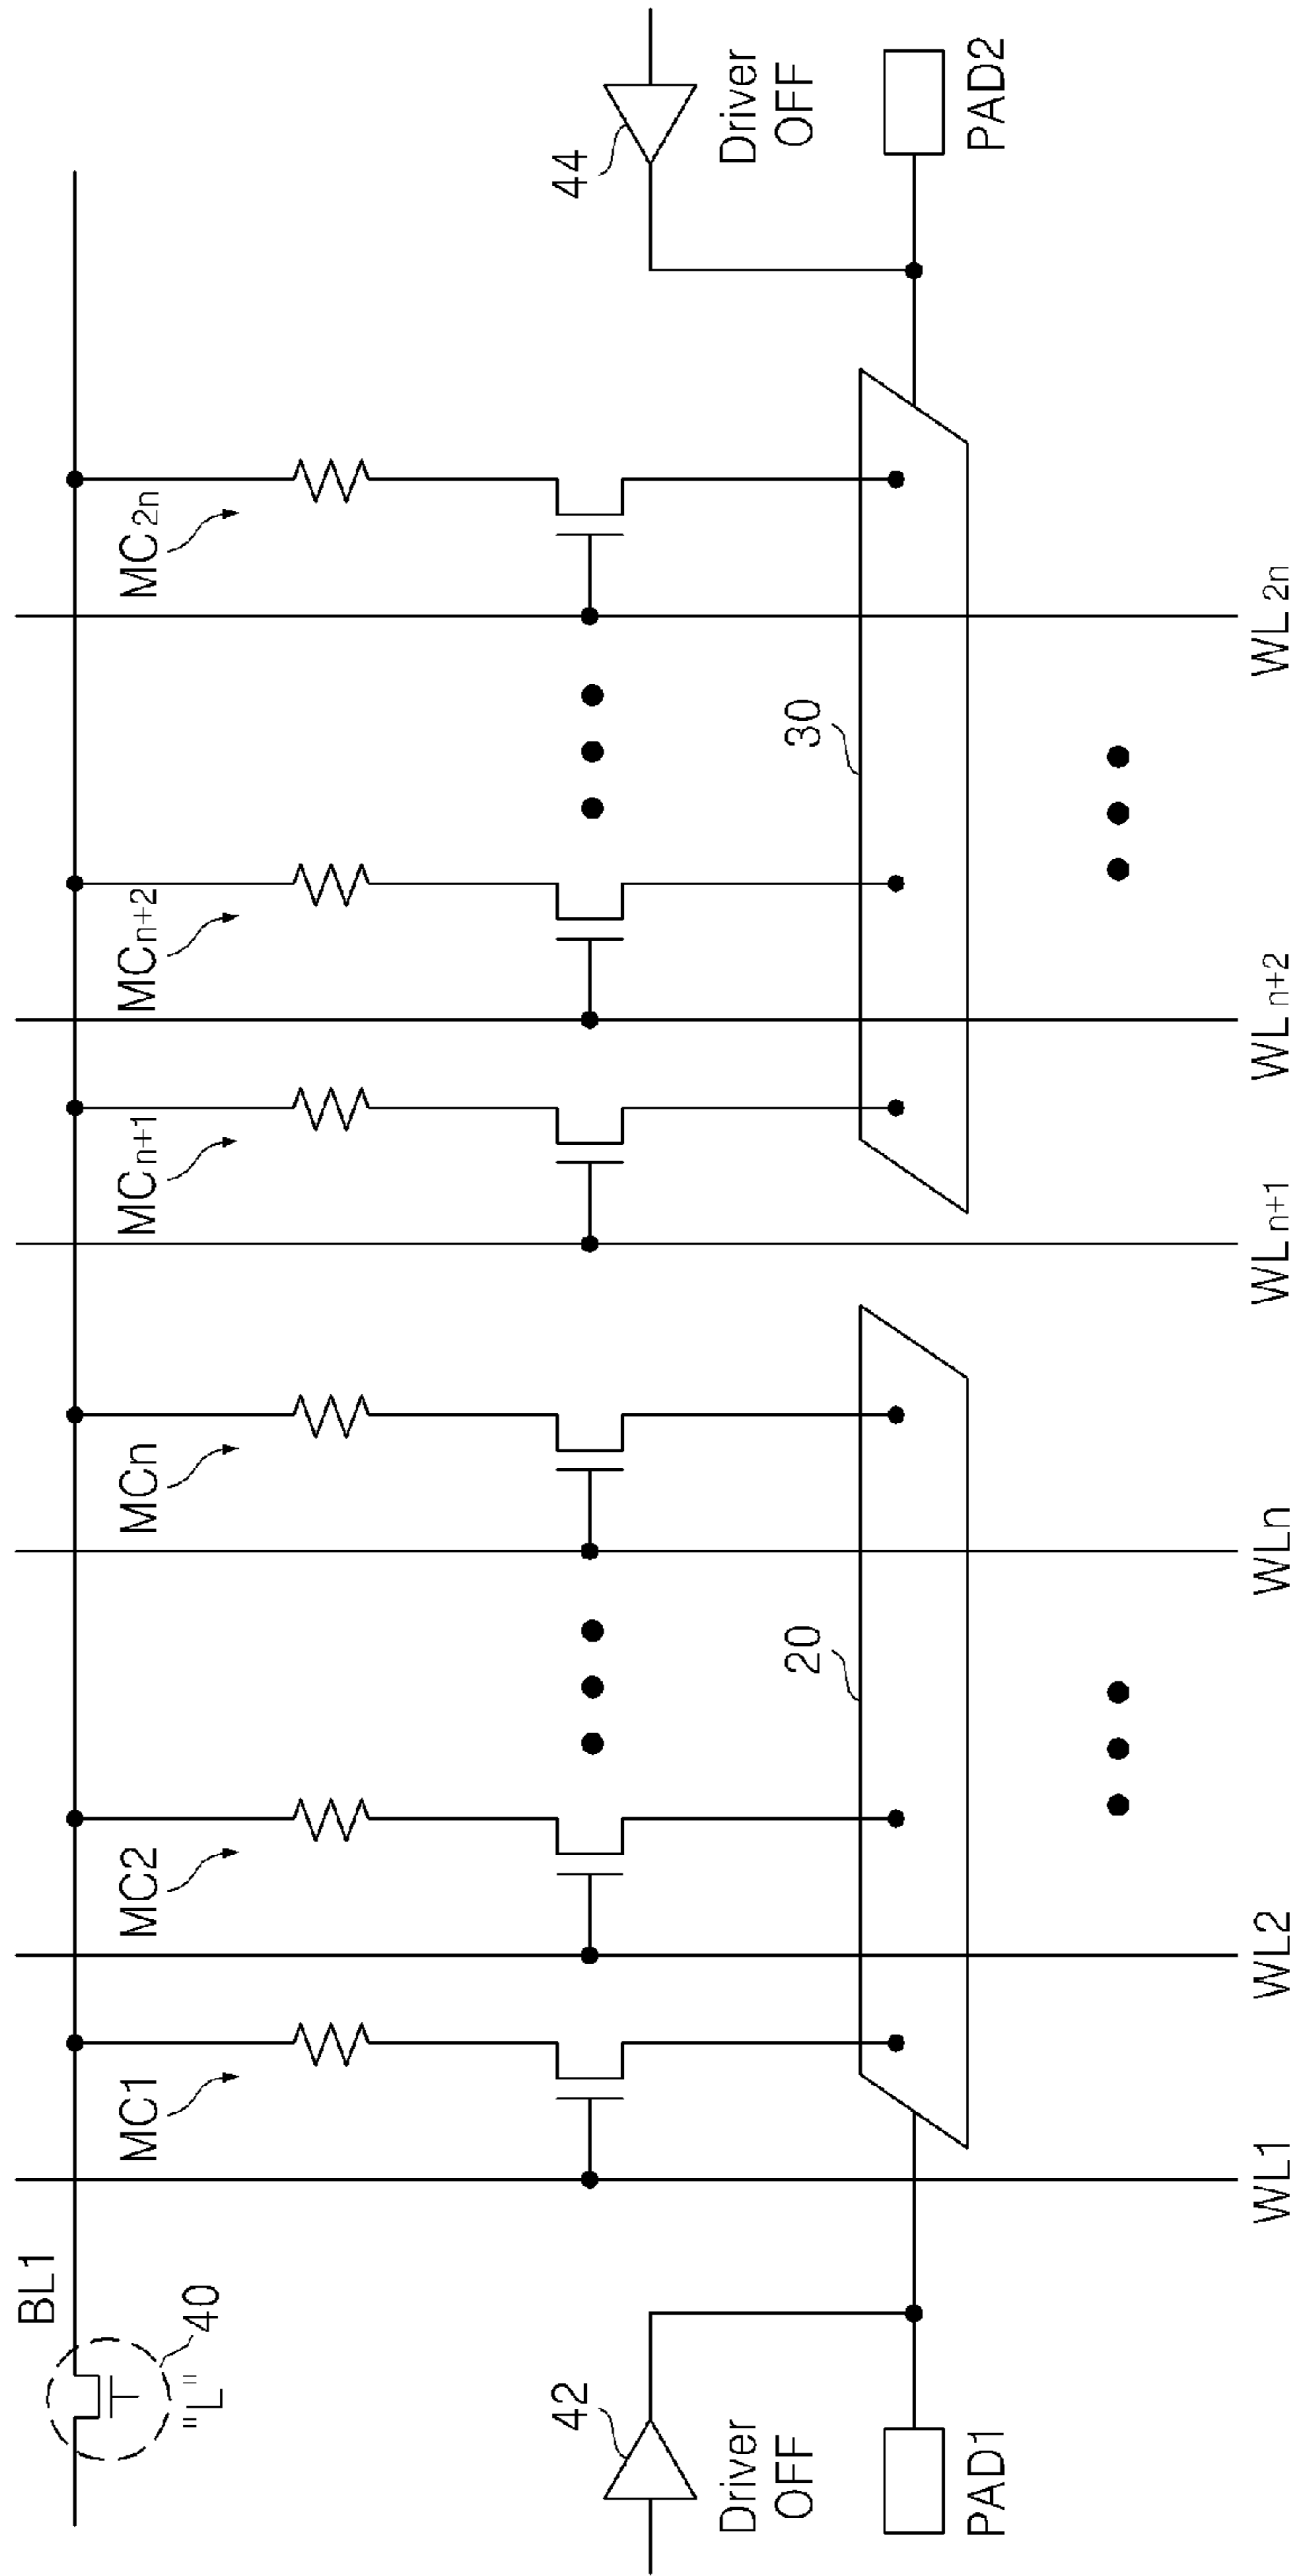 BL1
40
"L"
MC1
MC2
MCn
MCn+1
MCn+2
MC2n
42
Driver
OFF
44
Driver
OFF
20
30
PAD1
PAD2
WL1
WL2
WLn
WLn+1
WLn+2
WL2n